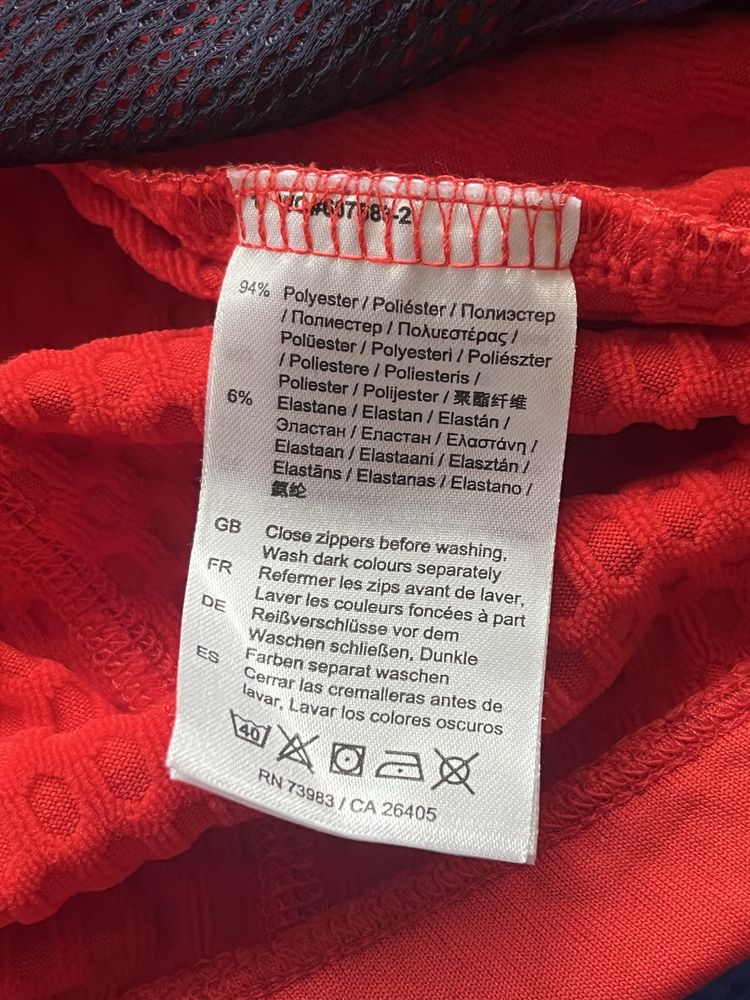 94% Polyester / Poliéster / Полиэстер
/ Полиестер / Πολυεστέρας /
Polüester / Polyesteri / Poliészter
/ Poliestere / Poliesteris /
Poliester / Polijester / 聚酯纤维
6% Elastane / Elastan / Elastán /
Эластан / Еластан / Ελαστάνη /
Elastaan / Elastaani / Elasztán /
Elastāns / Elastanas / Elastano /
氨纶
GB Close zippers before washing,
Wash dark colours separately
FR Refermer les zips avant de laver,
Laver les couleurs foncées à part
DE Reißverschlüsse vor dem
Waschen schließen, Dunkle
Farben separat waschen
ES Cerrar las cremalleras antes de
lavar, Lavar los colores oscuros
40
RN 73983 / CA 26405